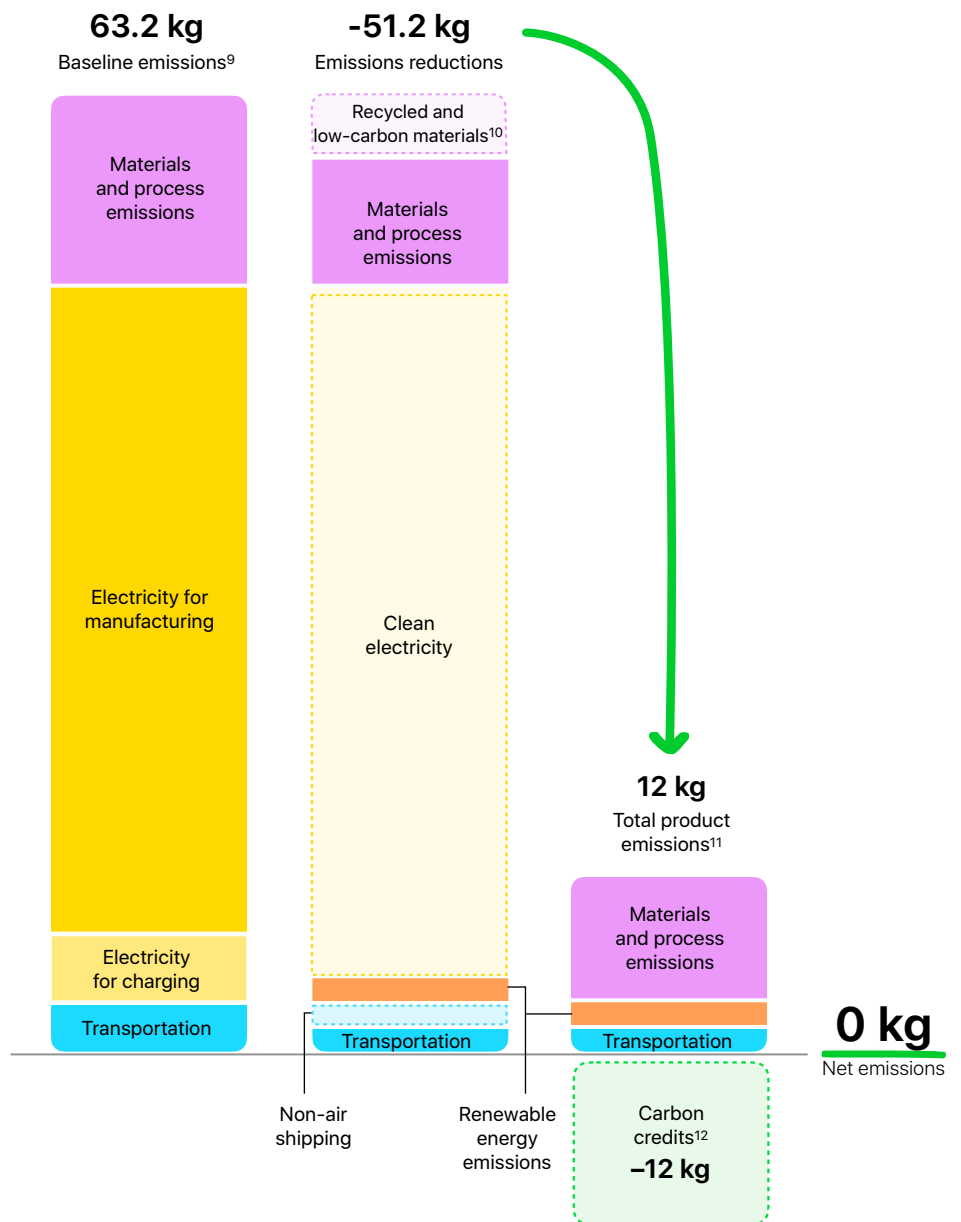 63.2 kg
Baseline emissions⁹
Materials
and process
emissions
Electricity for
manufacturing
Electricity
for charging
Transportation
-51.2 kg
Emissions reductions
Recycled and
low-carbon materials¹⁰
Materials
and process
emissions
Clean
electricity
Transportation
Non-air
shipping
Renewable
energy
emissions
12 kg
Total product
emissions¹¹
Materials
and process
emissions
Transportation
Carbon
credits¹²
–12 kg
0 kg
Net emissions